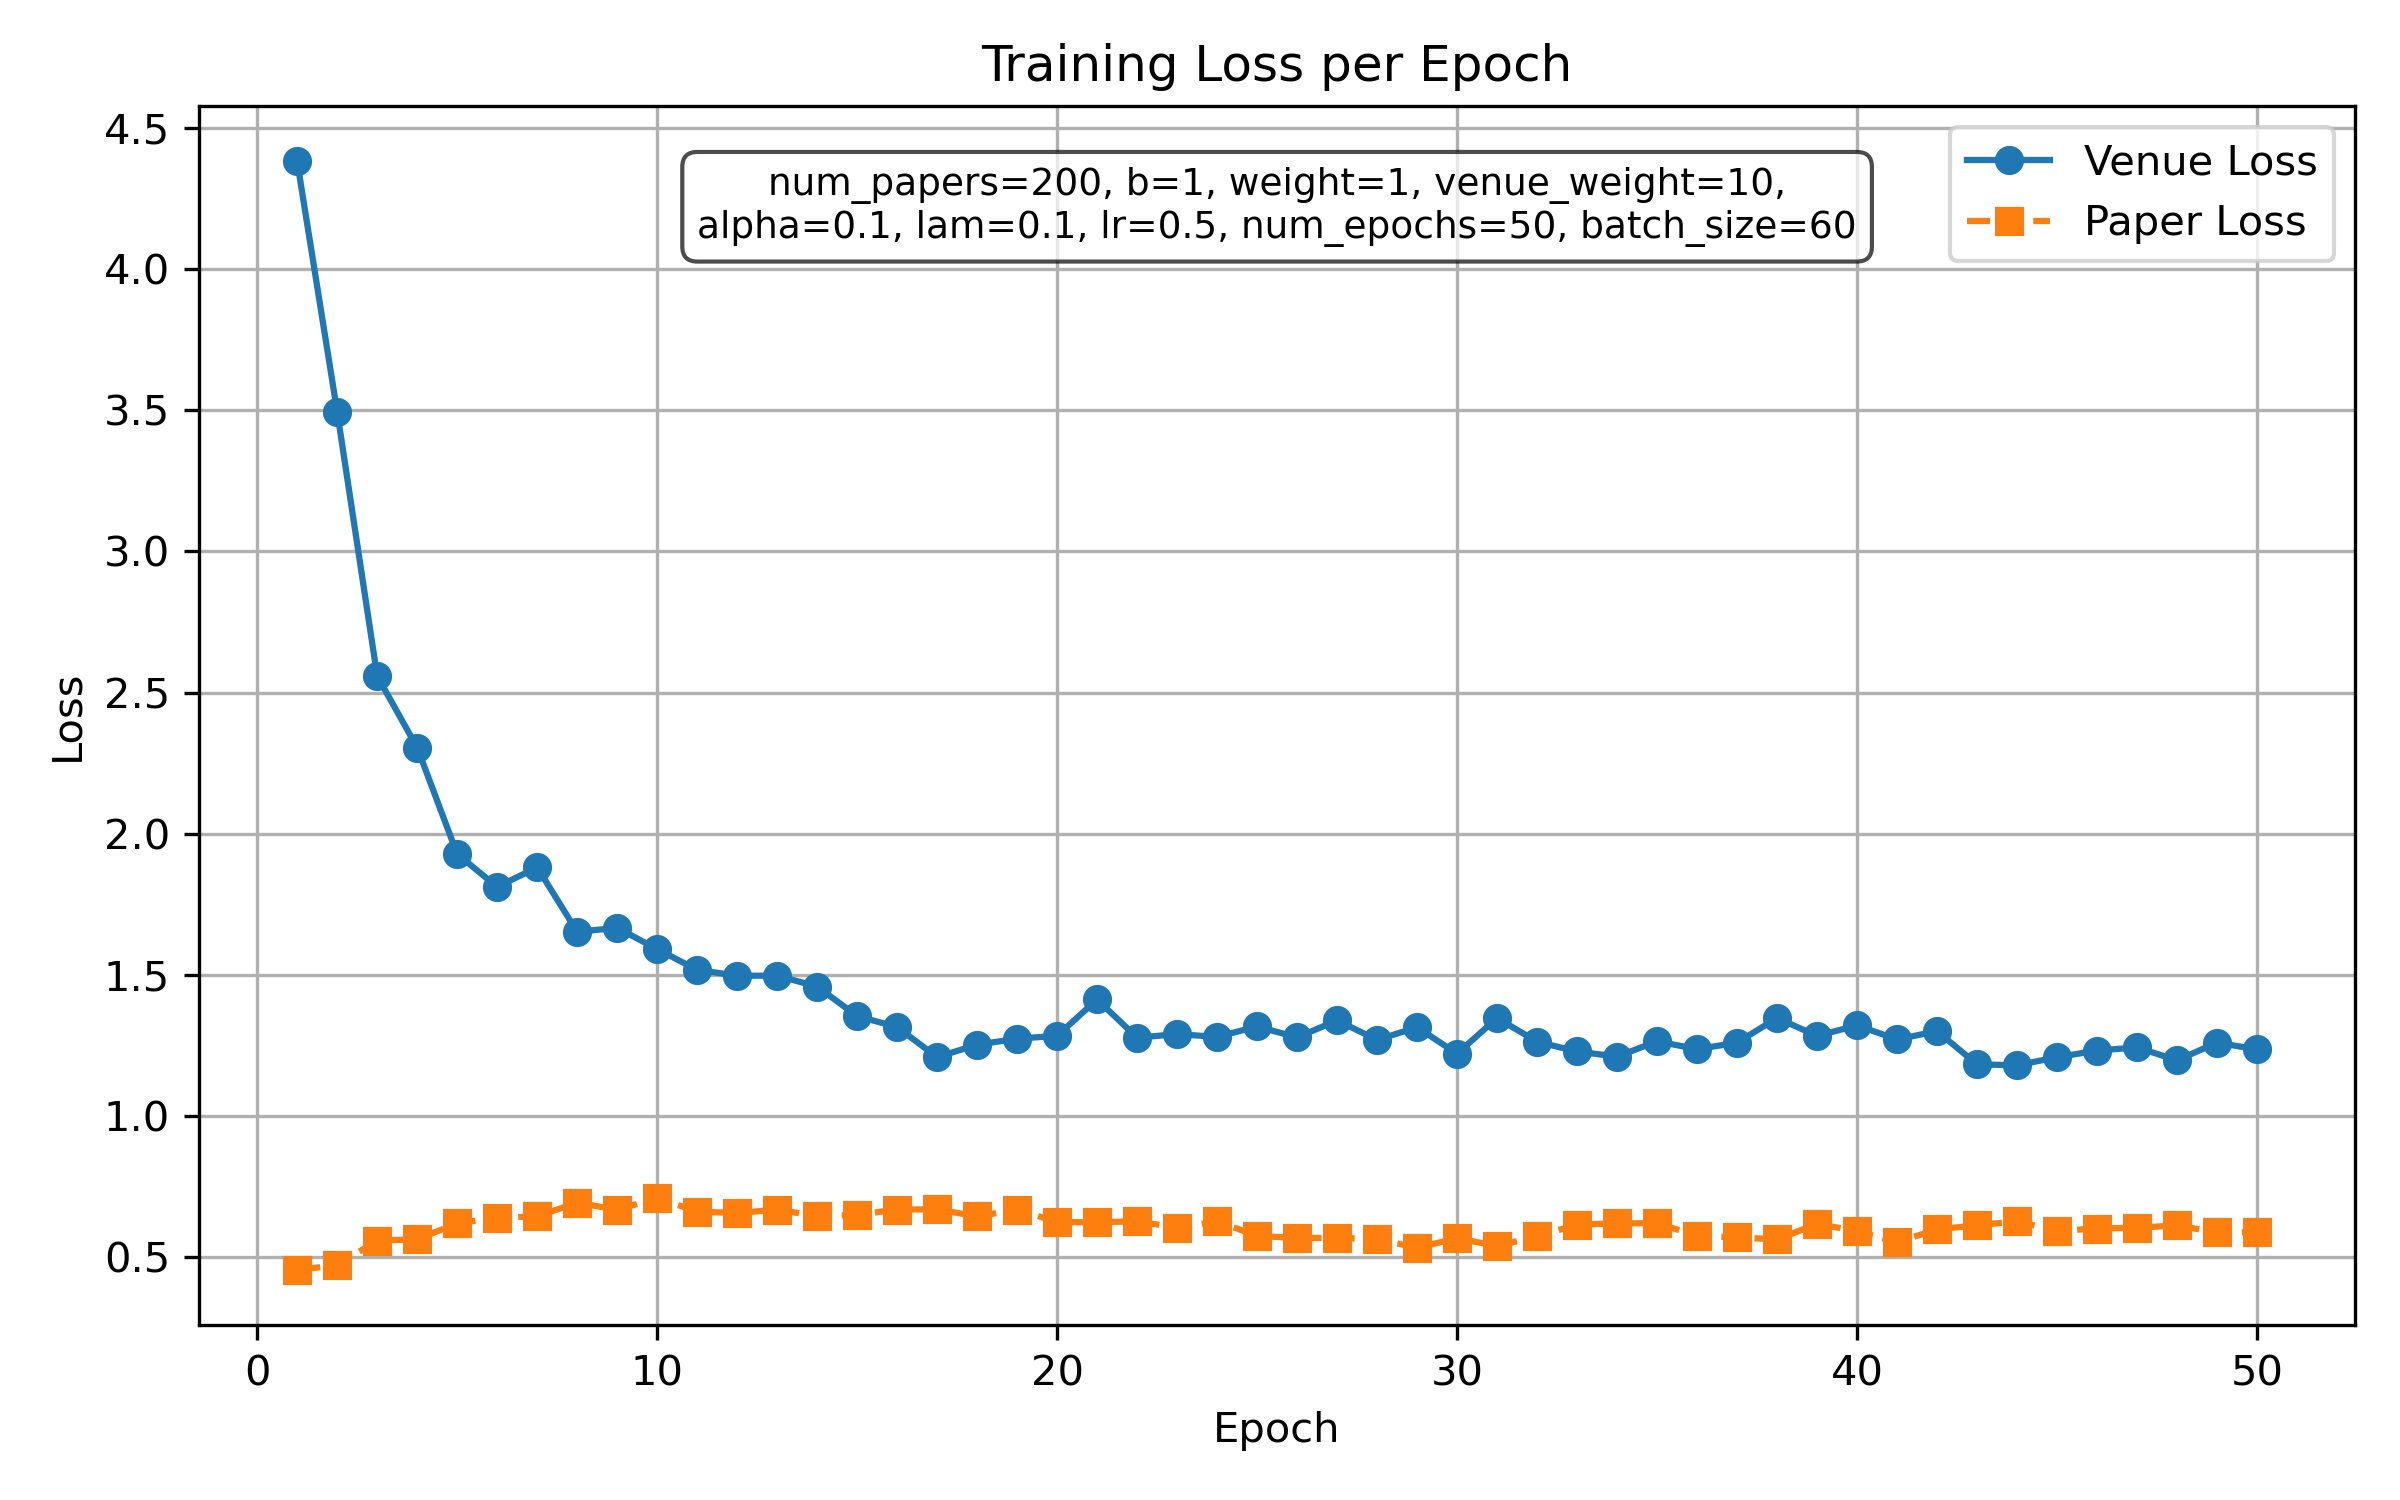 Training Loss per Epoch
num_papers=200, b=1, weight=1, venue_weight=10,
alpha=0.1, lam=0.1, lr=0.5, num_epochs=50, batch_size=60
Venue Loss
Paper Loss
Loss
4.5
4.0
3.5
3.0
2.5
2.0
1.5
1.0
0.5
0
10
20
30
40
50
Epoch